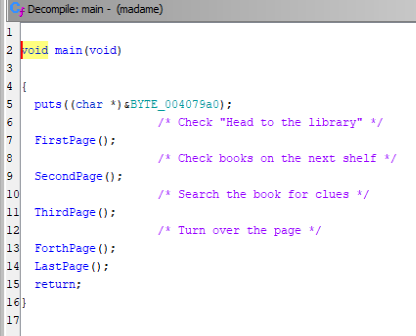 Decompile: main - (madame)
1
2 void main(void)
3
4 {
5 puts((char *)&BYTE_004079a0);
6 /* Check "Head to the library" */
7 FirstPage();
8 /* Check books on the next shelf */
9 SecondPage();
10 /* Search the book for clues */
11 ThirdPage();
12 /* Turn over the page */
13 ForthPage();
14 LastPage();
15 return;
16 }
17